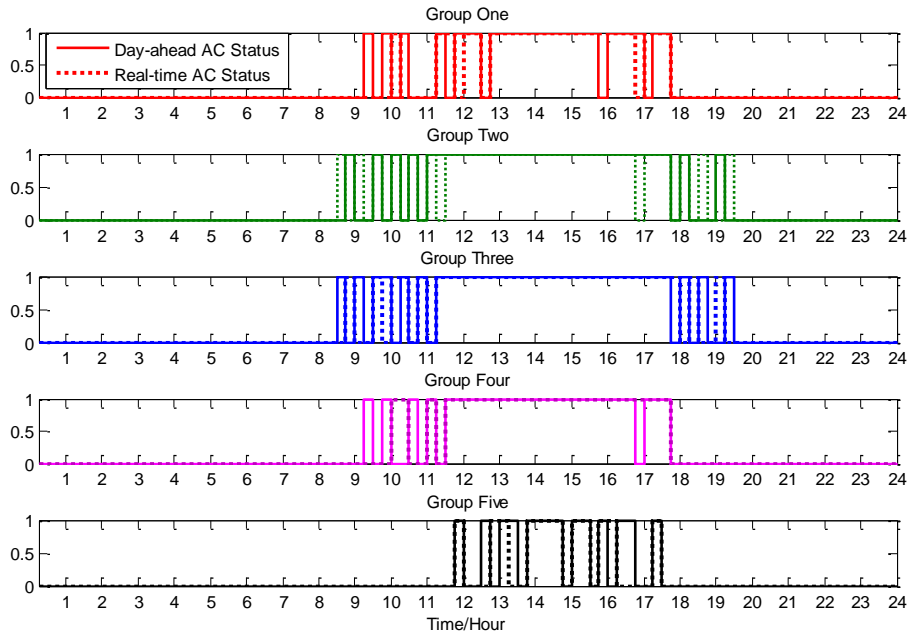 Group One
1
0.5
0
Day-ahead AC Status
Real-time AC Status
1 2 3 4 5 6 7 8 9 10 11 12 13 14 15 16 17 18 19 20 21 22 23 24
Group Two
1
0.5
0
1 2 3 4 5 6 7 8 9 10 11 12 13 14 15 16 17 18 19 20 21 22 23 24
Group Three
1
0.5
0
1 2 3 4 5 6 7 8 9 10 11 12 13 14 15 16 17 18 19 20 21 22 23 24
Group Four
1
0.5
0
1 2 3 4 5 6 7 8 9 10 11 12 13 14 15 16 17 18 19 20 21 22 23 24
Group Five
1
0.5
0
1 2 3 4 5 6 7 8 9 10 11 12 13 14 15 16 17 18 19 20 21 22 23 24
Time/Hour